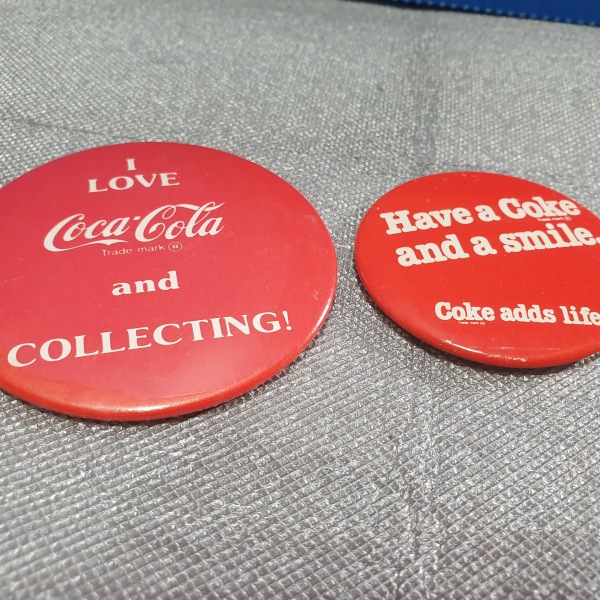 I
LOVE
Coca-Cola
Trade-mark ®
and
COLLECTING!
Have a Coke
and a smile.
Coke adds life